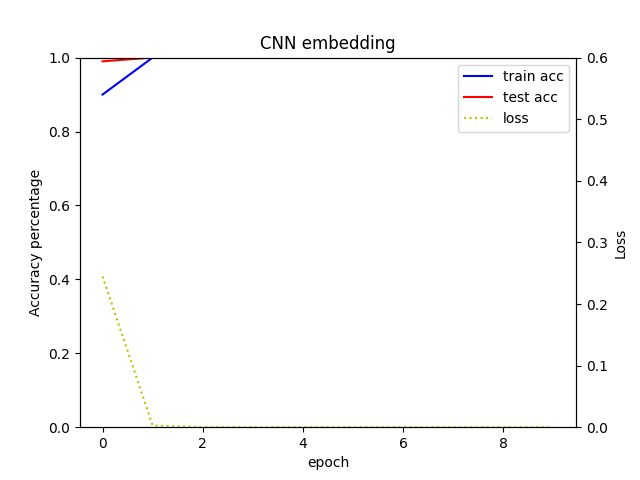 CNN embedding
train acc
test acc
loss
1.0
0.8
0.6
0.4
0.2
0.0
Accuracy percentage
0.6
0.5
0.4
0.3
0.2
0.1
0.0
Loss
0 2 4 6 8
epoch